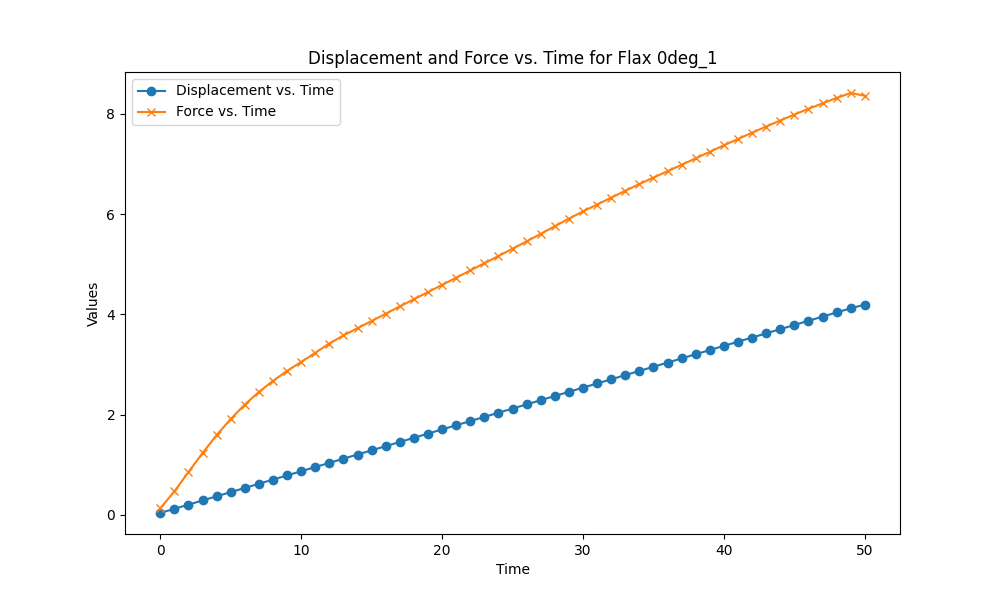 Displacement and Force vs. Time for Flax 0deg_1
Displacement vs. Time
Force vs. Time
Values
8
6
4
2
0
0 10 20 30 40 50
Time